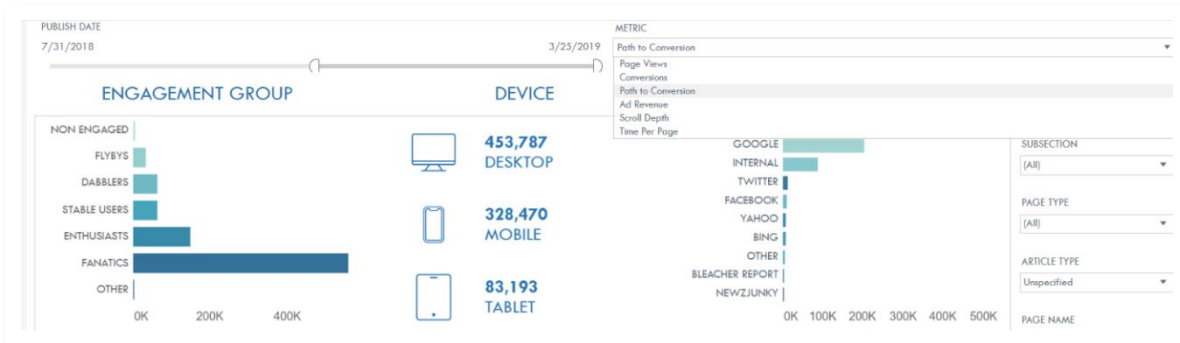 PUBLISH DATE
7/31/2018
3/25/2019
METRIC
Path to Conversion
Page Views
Conversions
Path to Conversion
Ad Revenue
Scroll Depth
Time Per Page
ENGAGEMENT GROUP
NON ENGAGED
FLYBYS
DABBLERS
STABLE USERS
ENTHUSIASTS
FANATICS
OTHER
0K 200K 400K
DEVICE
453,787
DESKTOP
328,470
MOBILE
83,193
TABLET
GOOGLE
INTERNAL
TWITTER
FACEBOOK
YAHOO
BING
OTHER
BLEACHER REPORT
NEWZJUNKY
0K 100K 200K 300K 400K 500K
SUBSECTION
(All)
PAGE TYPE
(All)
ARTICLE TYPE
Unspecified
PAGE NAME